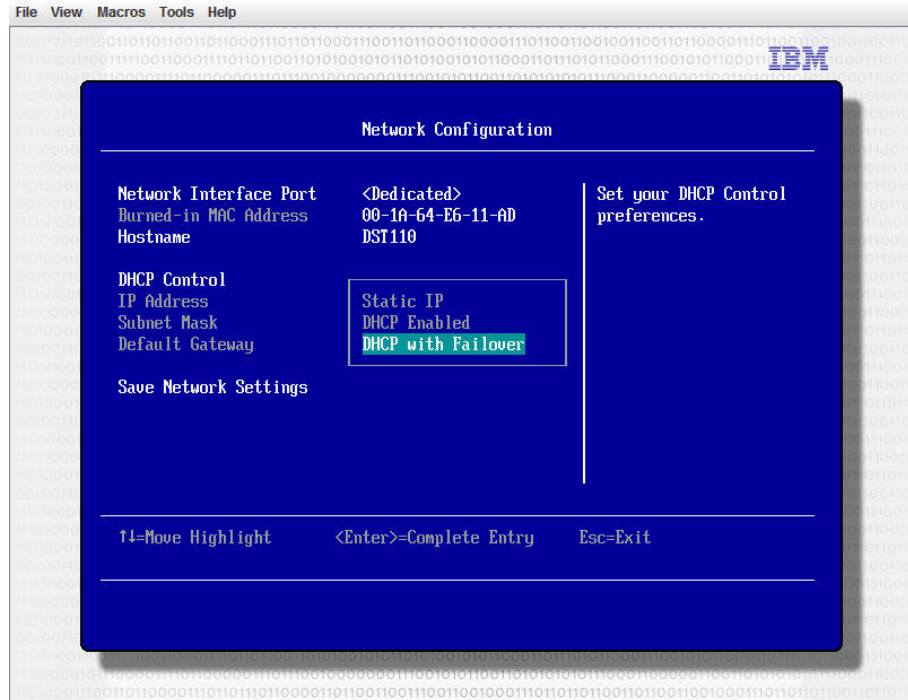 File View Macros Tools Help
IBM
Network Configuration
Network Interface Port <Dedicated>
Burned-in MAC Address 00-1A-64-E6-11-AD
Hostname DST110
DHCP Control
IP Address Static IP
Subnet Mask DHCP Enabled
Default Gateway DHCP with Failover
Save Network Settings
Set your DHCP Control
preferences.
↑↓=Move Highlight <Enter>=Complete Entry Esc=Exit